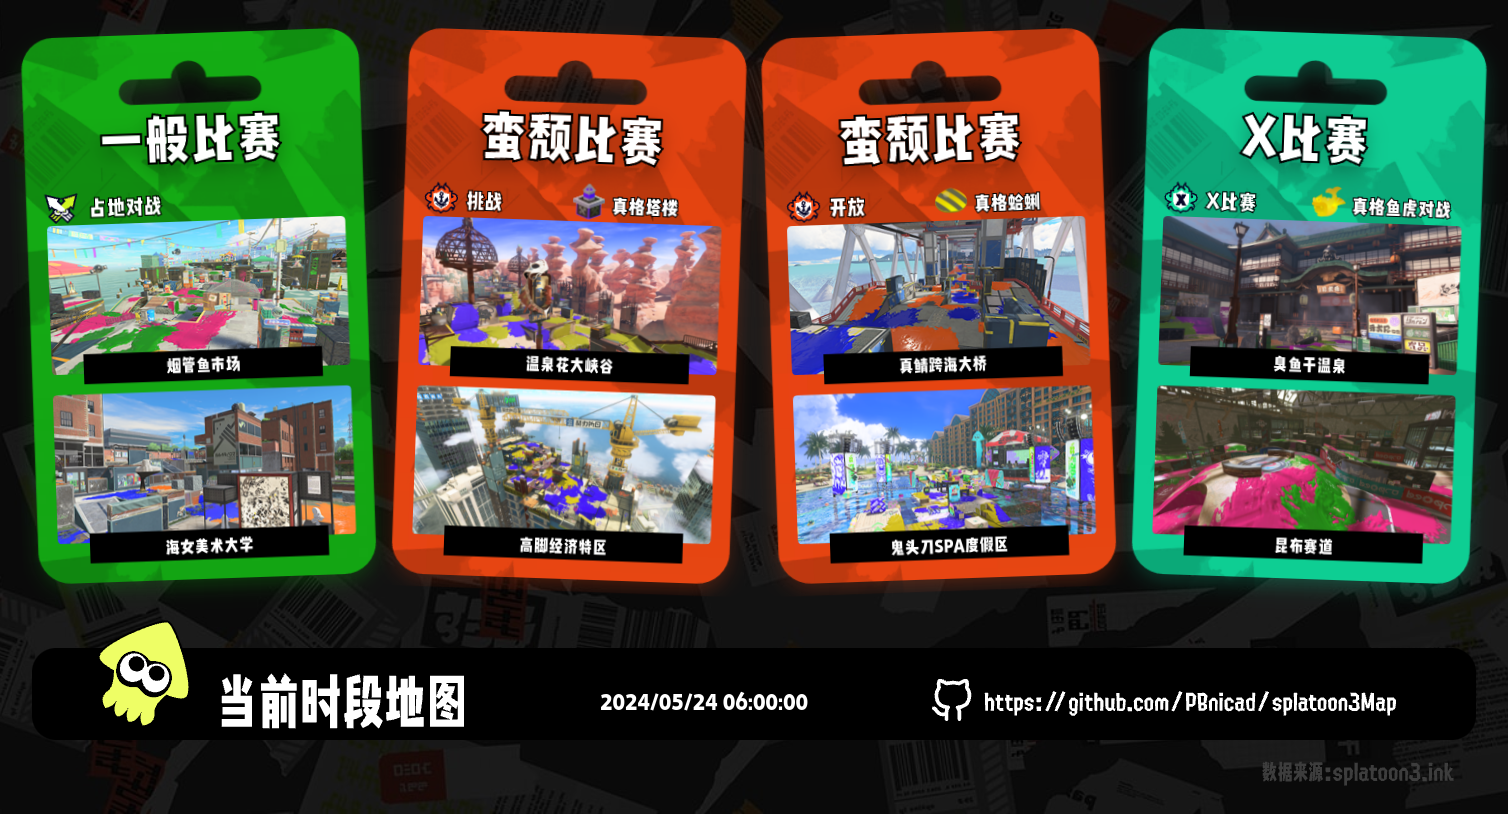 一般比赛
占地对战
烟管鱼市场
海女美术大学
蛮颓比赛
挑战
真格塔楼
温泉花大峡谷
高脚经济特区
蛮颓比赛
开放
真格蛤蜊
真鲭跨海大桥
鬼头刀SPA度假区
X比赛
X比赛
真格鱼虎对战
臭鱼干温泉
昆布赛道
当前时段地图
2024/05/24 06:00:00
https://github.com/PBnicad/splatoon3Map
数据来源:splatoon3.ink